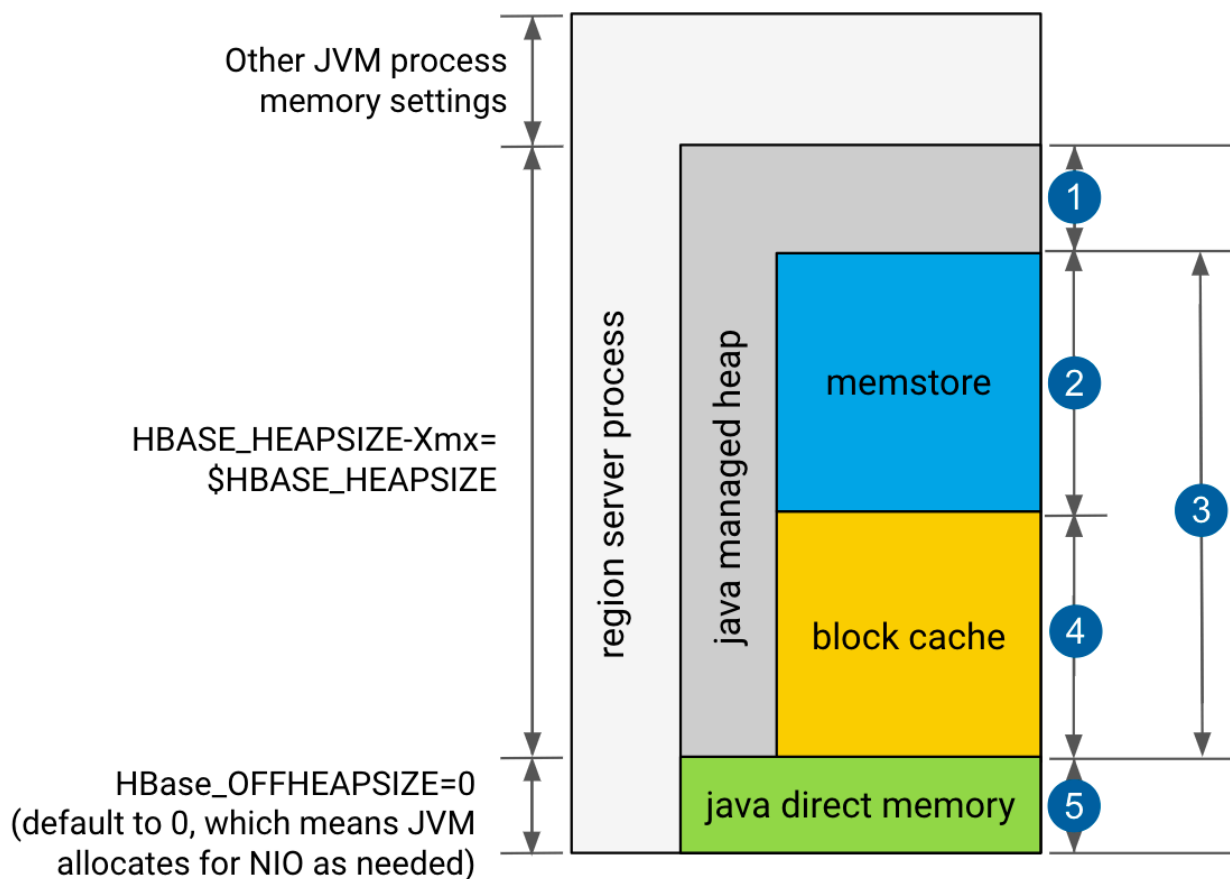 Other JVM process
memory settings
1
region server process
java managed heap
memstore
2
HBASE_HEAPSIZE-Xmx=
$HBASE_HEAPSIZE
3
block cache
4
HBase_OFFHEAPSIZE=0
(default to 0, which means JVM
allocates for NIO as needed)
java direct memory
5